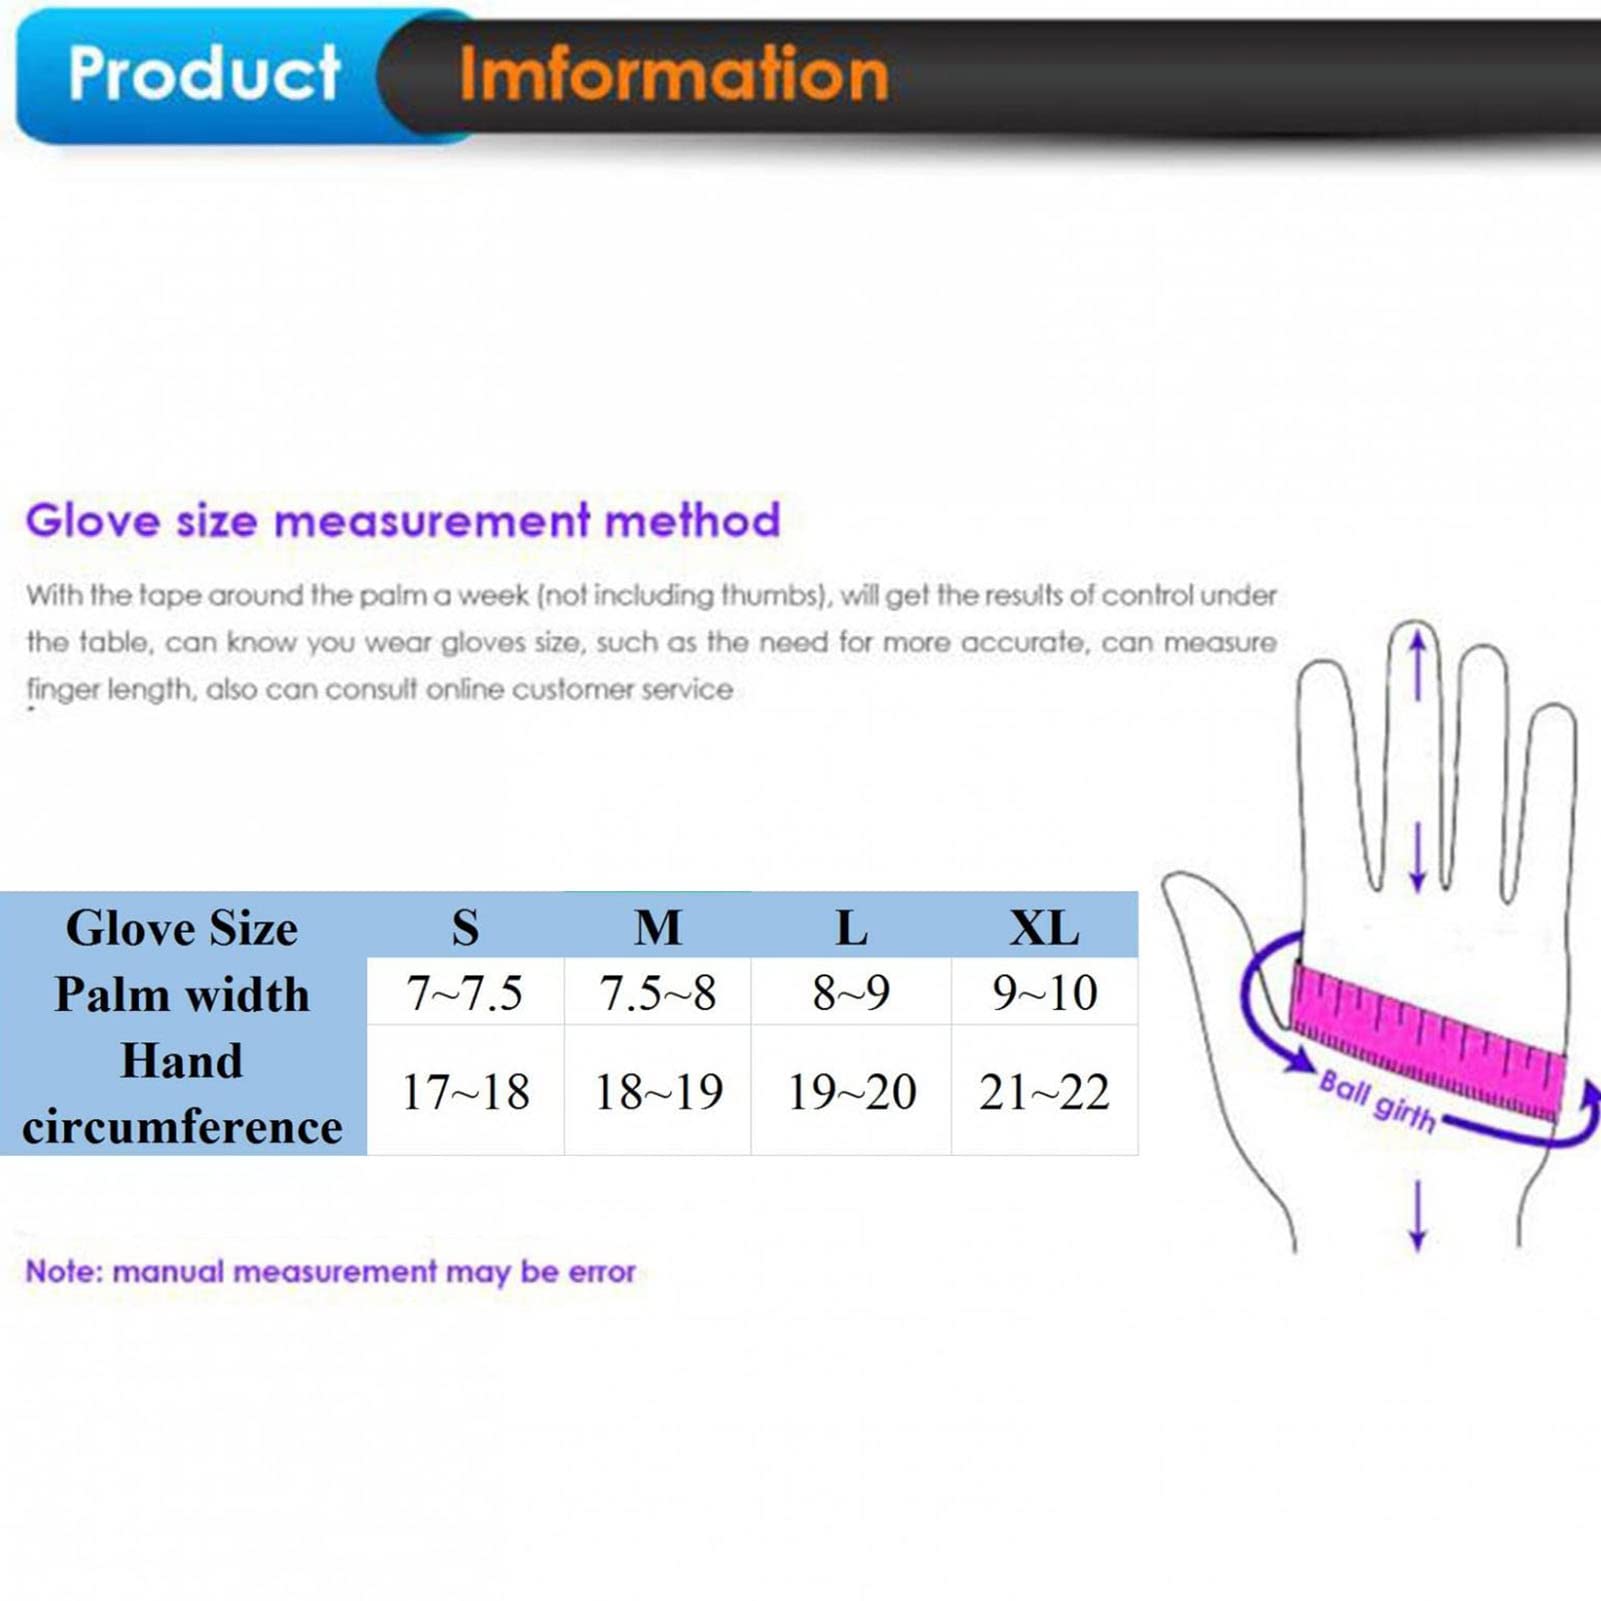 Product Imformation
Glove size measurement method
With the tape around the palm a week (not including thumbs), will get the results of control under
the table, can know you wear gloves size, such as the need for more accurate, can measure
finger length, also can consult online customer service
Glove Size S M L XL
Palm width 7~7.5 7.5~8 8~9 9~10
Hand
circumference 17~18 18~19 19~20 21~22
Ball girth
Note: manual measurement may be error